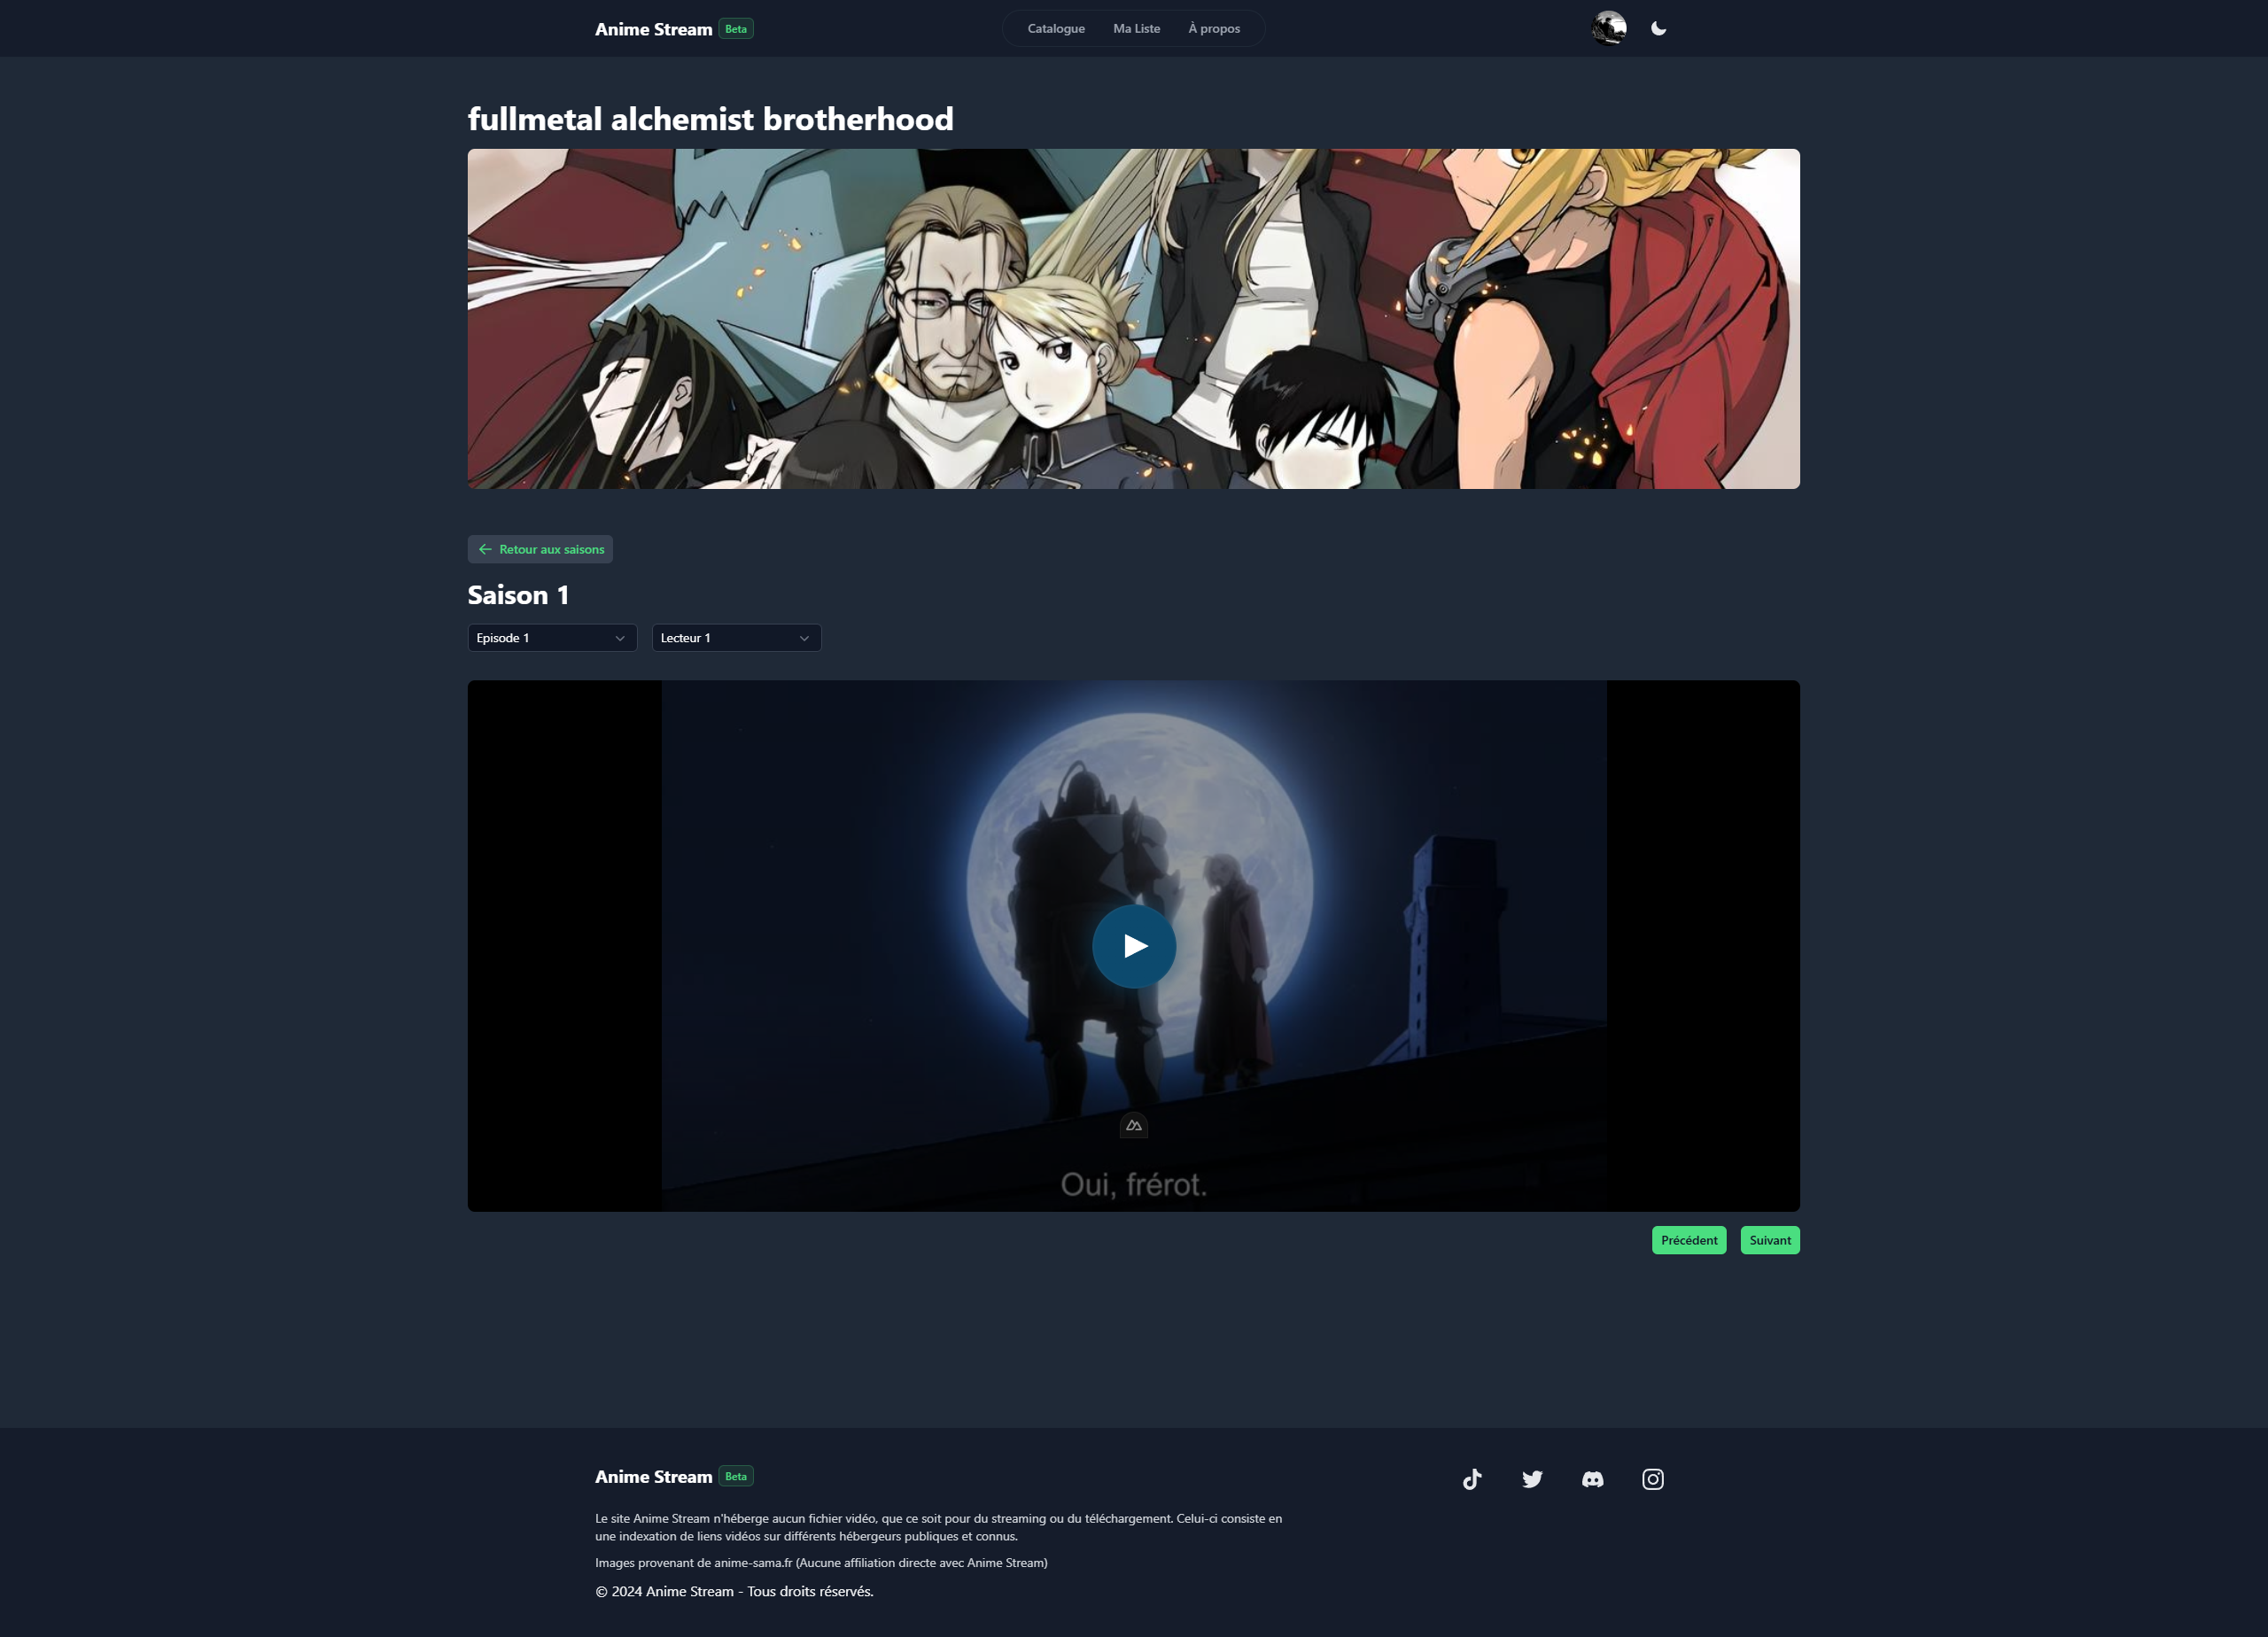 Anime Stream Beta
Catalogue Ma Liste À propos
fullmetal alchemist brotherhood
Retour aux saisons
Saison 1
Episode 1 Lecteur 1
Oui, frérot.
Précédent Suivant
Anime Stream Beta
Le site Anime Stream n'héberge aucun fichier vidéo, que ce soit pour du streaming ou du téléchargement. Celui-ci consiste en
une indexation de liens vidéos sur différents hébergeurs publiques et connus.
Images provenant de anime-sama.fr (Aucune affiliation directe avec Anime Stream)
© 2024 Anime Stream - Tous droits réservés.